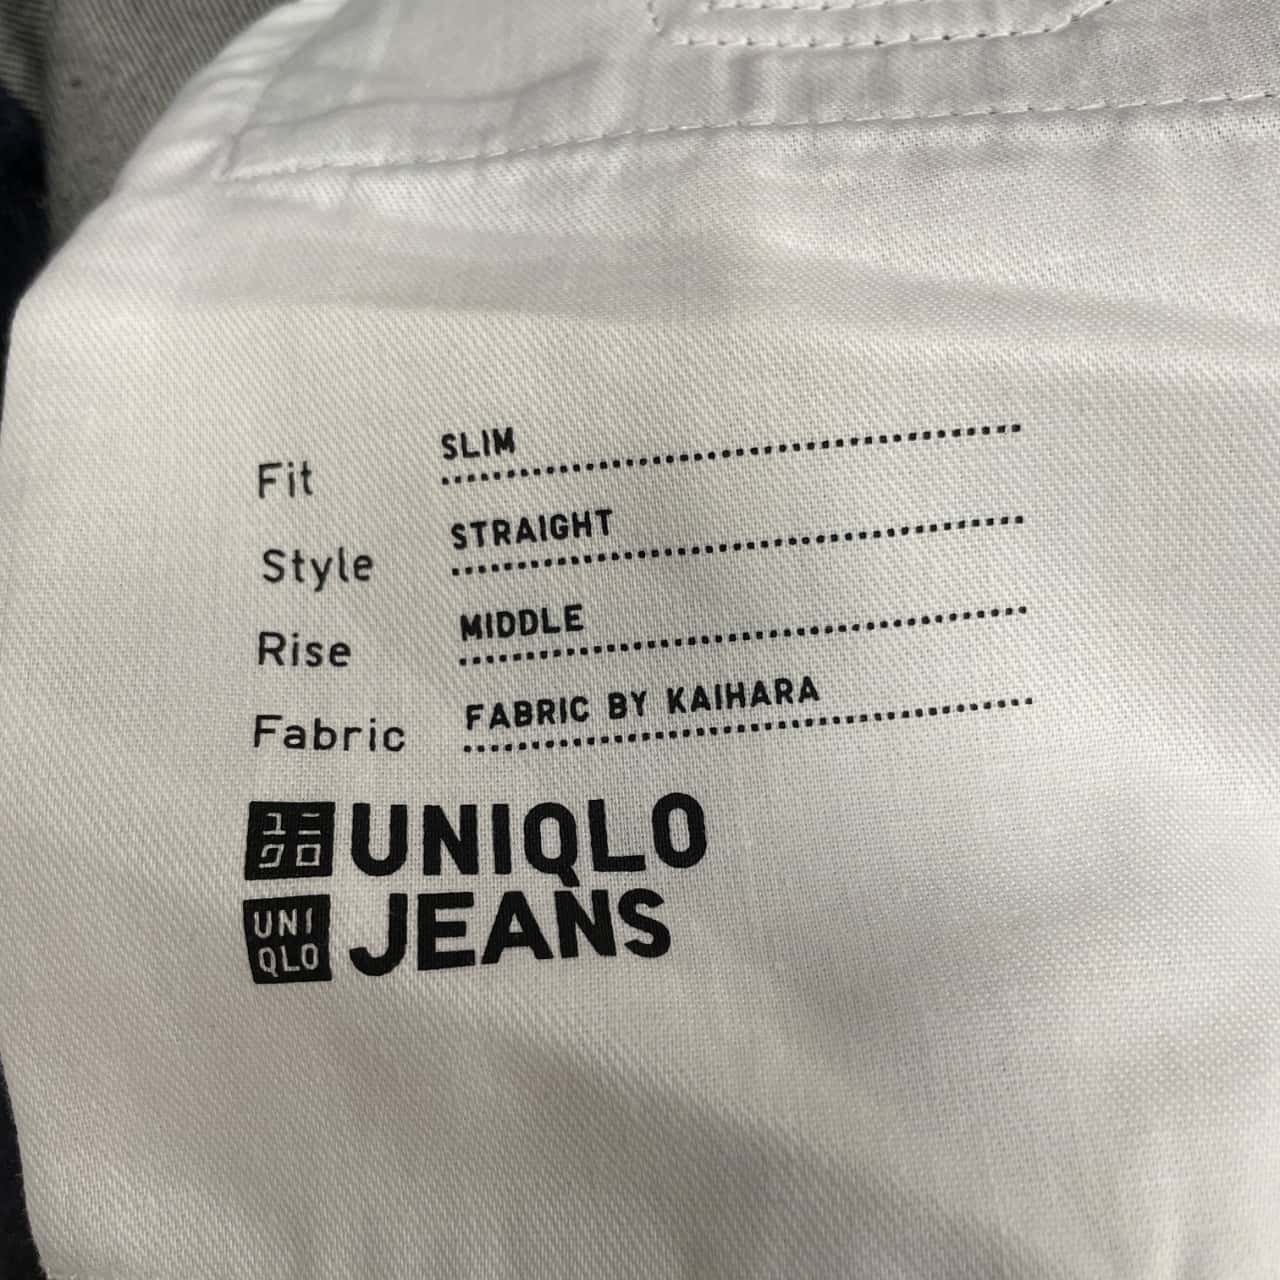 Fit SLIM
Style STRAIGHT
Rise MIDDLE
Fabric FABRIC BY KAIHARA
ユニ
クロ
UNIQLO
UNI
QLO
JEANS